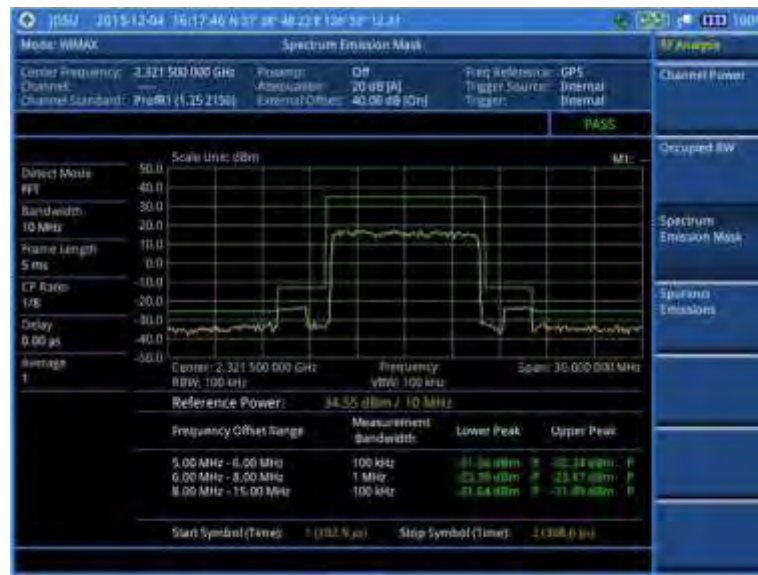 JDSU 2015-12-04 16:17:46
100%
Mode: WiMAX
Spectrum Emission Mask
RF Analysis
Center Frequency: 2.321 500 000 GHz
Preamp: Off
Freq Reference: GPS
Channel:
Attenuation: 20 dB [A]
Trigger Source: Internal
Channel Standard:
External Offset: 40.00 dB [On]
Trigger: Internal
PASS
Channel Power
Occupied BW
Spectrum Emission Mask
Spurious Emissions
Scale Unit: dBm
M1: --
Detect Mode
FFT
Bandwidth
10 MHz
Frame Length
5 ms
CP Ratio
1/8
Delay
0.00 µs
Average
1
50.0
40.0
30.0
20.0
10.0
0.0
-10.0
-20.0
-30.0
-40.0
-50.0
Center: 2.321 500 000 GHz
Frequency
Span: 30.000 000 MHz
RBW: 100 kHz
VBW: 100 kHz
Reference Power: 34.55 dBm / 10 MHz
Frequency Offset Range
Measurement Bandwidth
Lower Peak
Upper Peak
5.00 MHz - 6.00 MHz 100 kHz
6.00 MHz - 8.00 MHz 1 MHz
8.00 MHz - 15.00 MHz 100 kHz
Start Symbol (Time):
Stop Symbol (Time):